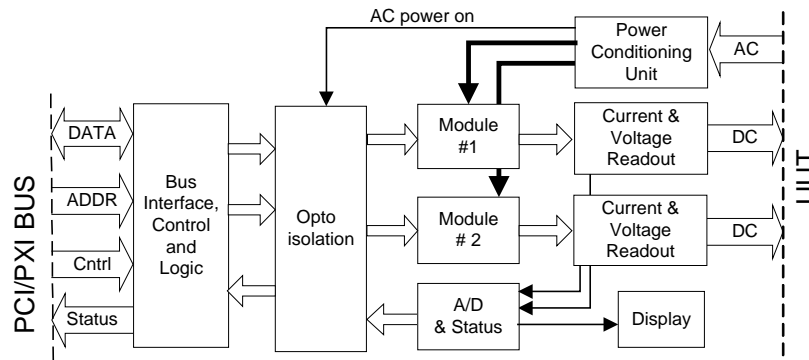 AC power on
Power
Conditioning
Unit
AC
PCI/PXI BUS
DATA
ADDR
Cntrl
Status
Bus
Interface,
Control
and
Logic
Opto
isolation
Module
#1
Current &
Voltage
Readout
DC
Module
# 2
Current &
Voltage
Readout
DC
A/D
& Status
Display
UUT